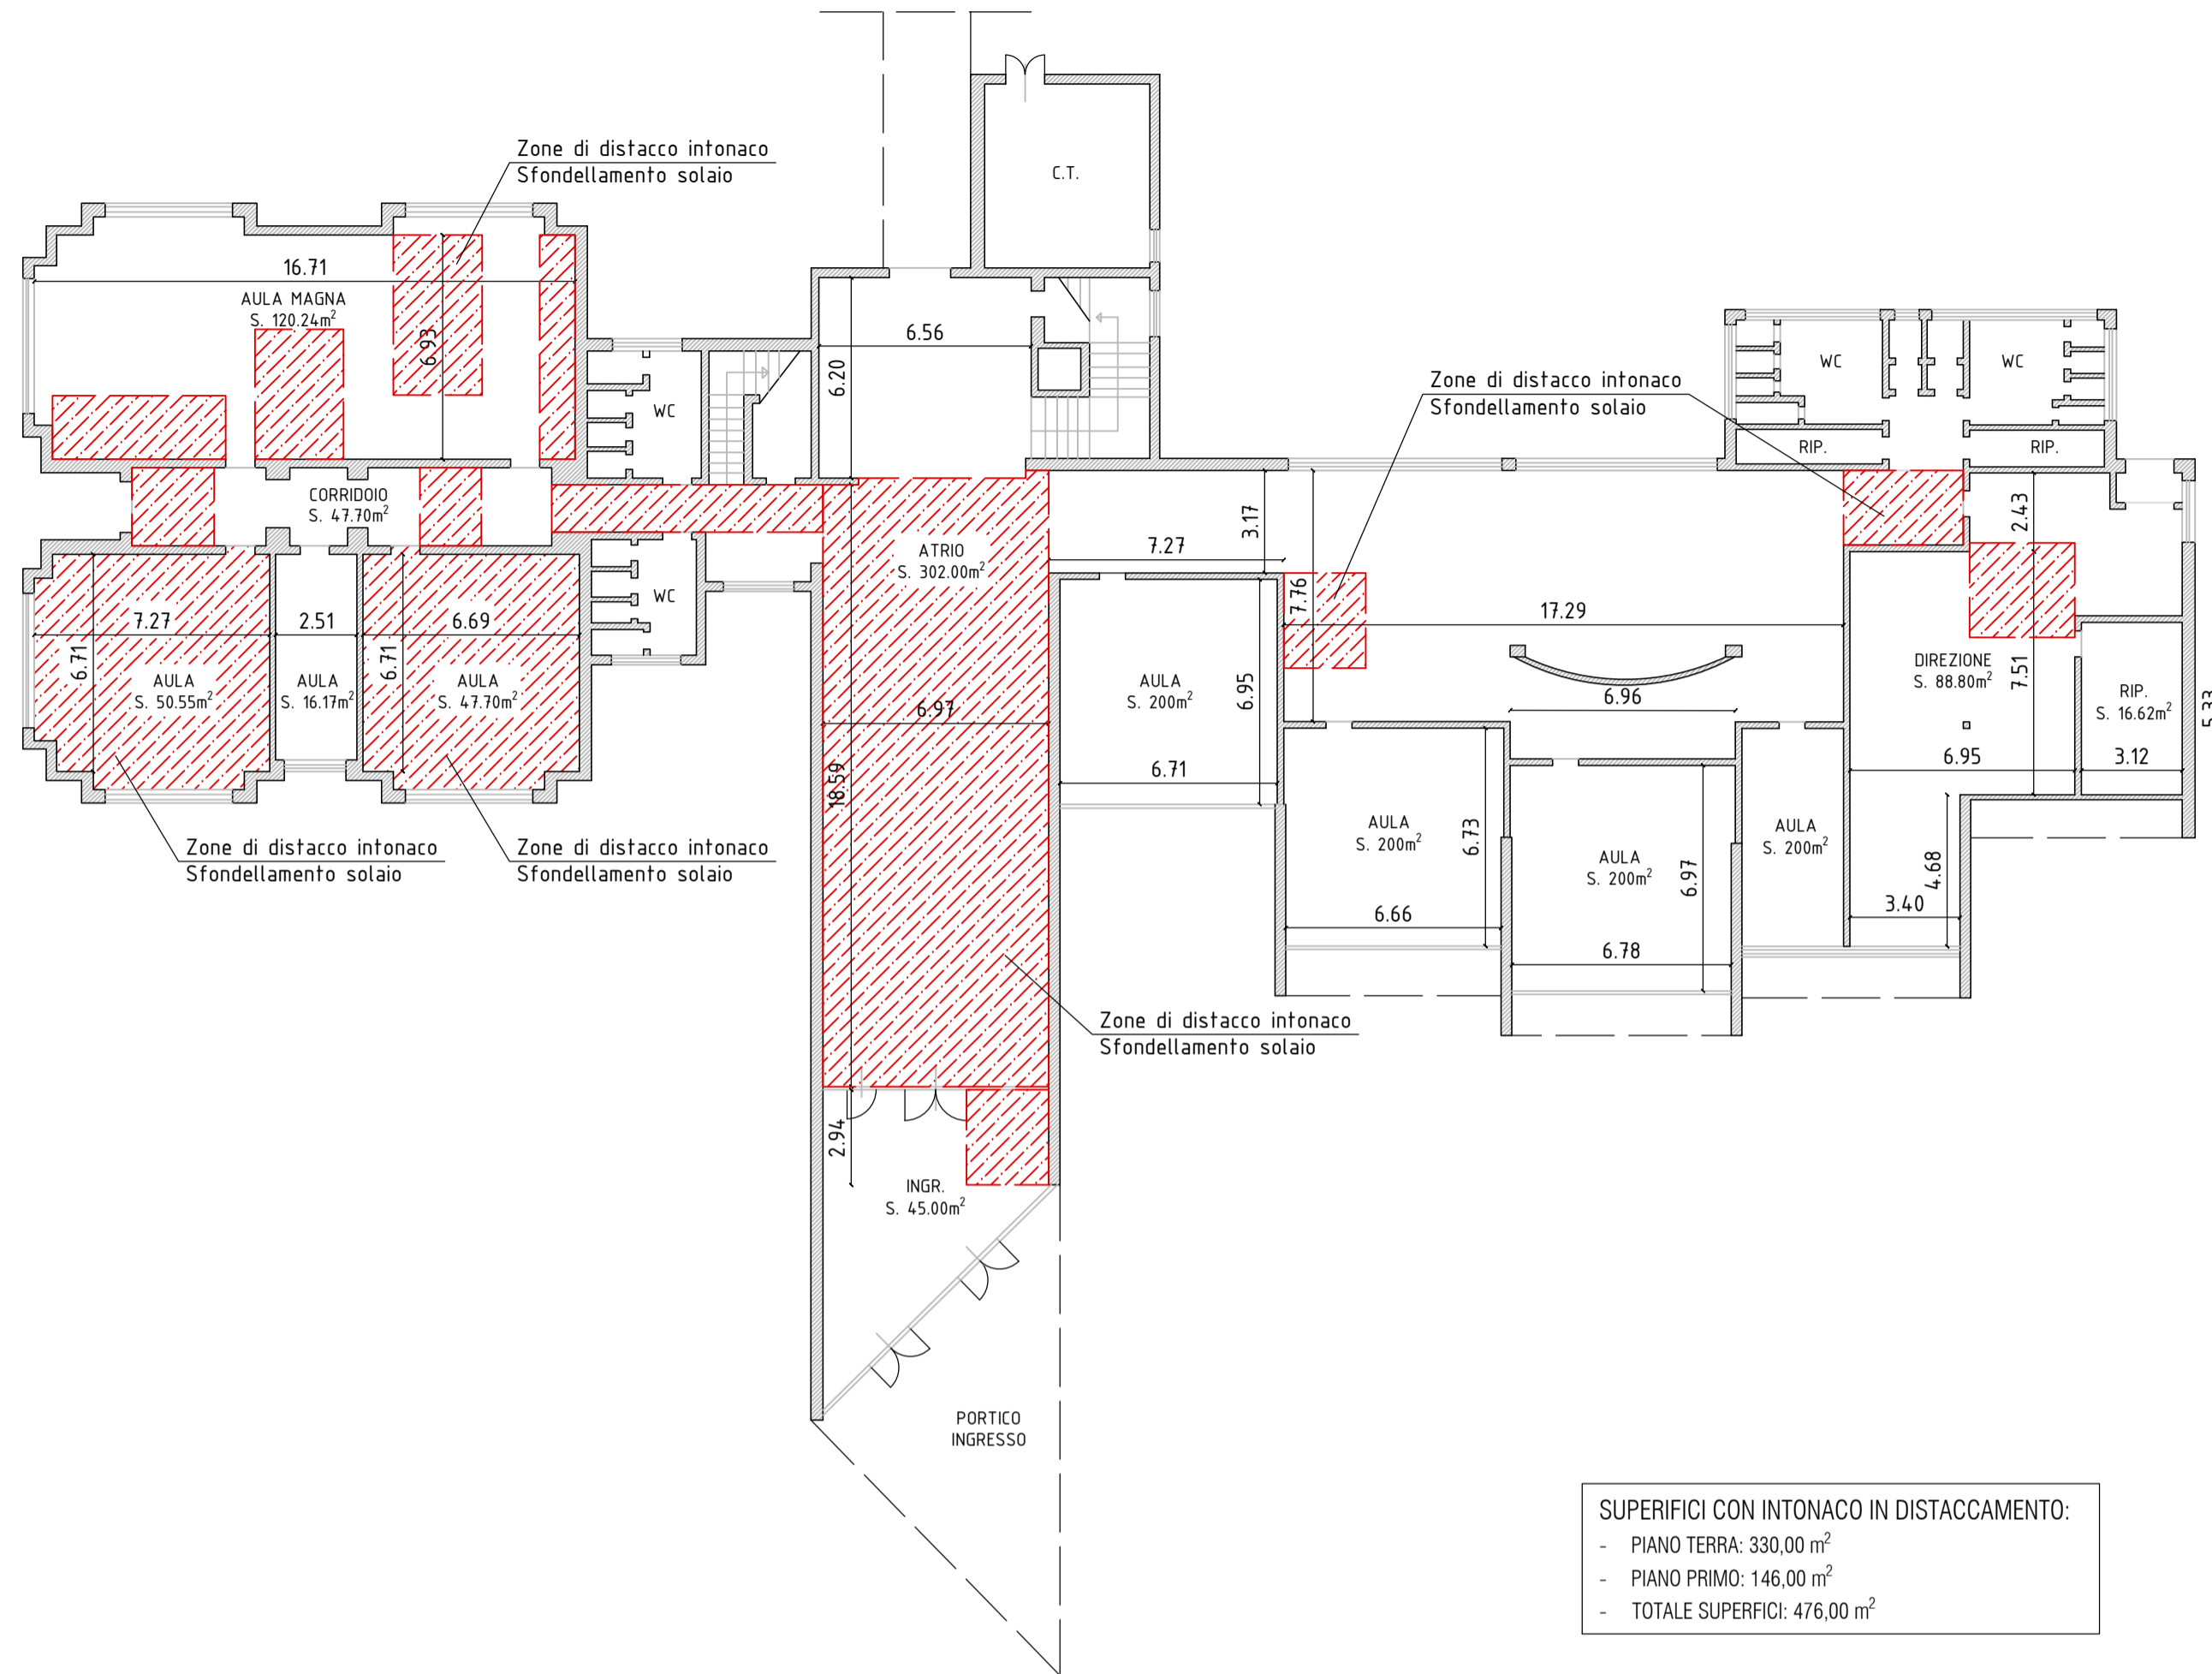 Zone di distacco intonaco
Sfondellamento solaio
C.T.
16.71
AULA MAGNA
S. 120.24m²
6.93
6.56
6.20
WC
Zone di distacco intonaco
Sfondellamento solaio
WC
WC
RIP.
RIP.
CORRIDOIO
S. 47.70m²
3.17
7.27
2.43
ATRIO
S. 302.00m²
7.76
17.29
WC
7.27
2.51
6.69
6.71
6.71
AULA
S. 50.55m²
AULA
S. 16.17m²
AULA
S. 47.70m²
6.97
18.59
AULA
S. 200m²
6.95
6.71
6.96
DIREZIONE
S. 88.80m²
7.51
RIP.
S. 16.62m²
5.33
6.95
3.12
Zone di distacco intonaco
Sfondellamento solaio
Zone di distacco intonaco
Sfondellamento solaio
AULA
S. 200m²
6.73
6.66
AULA
S. 200m²
6.97
6.78
AULA
S. 200m²
4.68
3.40
Zone di distacco intonaco
Sfondellamento solaio
2.94
INGR.
S. 45.00m²
PORTICO
INGRESSO
SUPERIFICI CON INTONACO IN DISTACCAMENTO:
- PIANO TERRA: 330,00 m²
- PIANO PRIMO: 146,00 m²
- TOTALE SUPERFICI: 476,00 m²